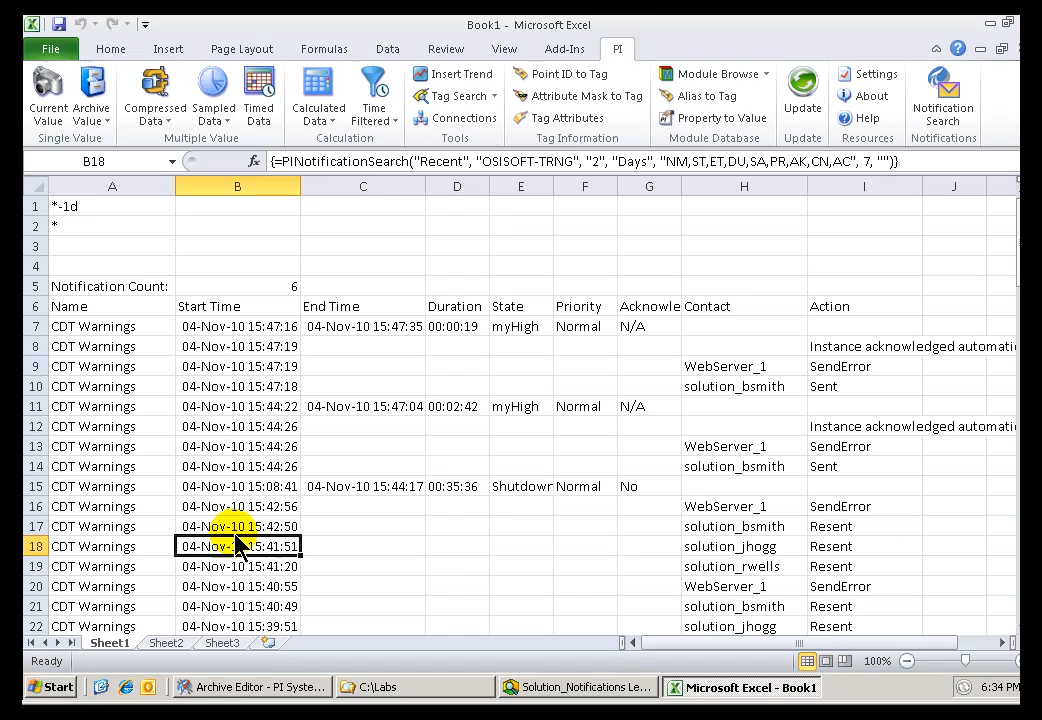 Book1 - Microsoft Excel
File Home Insert Page Layout Formulas Data Review View Add-Ins PI
Current Value
Archive Value
Single Value
Compressed Data
Sampled Data
Timed Data
Multiple Value
Calculated Data
Time Filtered
Calculation
Insert Trend
Tag Search
Connections
Tools
Point ID to Tag
Attribute Mask to Tag
Tag Attributes
Tag Information
Module Browse
Alias to Tag
Property to Value
Module Database
Update
Update
Settings
About
Help
Resources
Notification Search
Notifications
B18 fx {=PINotificationSearch("Recent", "OSISOFT-TRNG", "2", "Days", "NM,ST,ET,DU,SA,PR,AK,CN,AC", 7, "")}
A B C D E F G H I J
1 *-1d
2 *
3
4
5 Notification Count: 6
6 Name Start Time End Time Duration State Priority Acknowle Contact Action
7 CDT Warnings 04-Nov-10 15:47:16 04-Nov-10 15:47:35 00:00:19 myHigh Normal N/A
8 CDT Warnings 04-Nov-10 15:47:19 Instance acknowledged automati
9 CDT Warnings 04-Nov-10 15:47:19 WebServer_1 SendError
10 CDT Warnings 04-Nov-10 15:47:18 solution_bsmith Sent
11 CDT Warnings 04-Nov-10 15:44:22 04-Nov-10 15:47:04 00:02:42 myHigh Normal N/A
12 CDT Warnings 04-Nov-10 15:44:26 Instance acknowledged automati
13 CDT Warnings 04-Nov-10 15:44:26 WebServer_1 SendError
14 CDT Warnings 04-Nov-10 15:44:26 solution_bsmith Sent
15 CDT Warnings 04-Nov-10 15:08:41 04-Nov-10 15:44:17 00:35:36 Shutdown Normal No
16 CDT Warnings 04-Nov-10 15:42:56 WebServer_1 SendError
17 CDT Warnings 04-Nov-10 15:42:50 solution_bsmith Resent
18 CDT Warnings 04-Nov-1 15:41:51 solution_jhogg Resent
19 CDT Warnings 04-Nov-10 15:41:20 solution_rwells Resent
20 CDT Warnings 04-Nov-10 15:40:55 WebServer_1 SendError
21 CDT Warnings 04-Nov-10 15:40:49 solution_bsmith Resent
22 CDT Warnings 04-Nov-10 15:39:51 solution_jhogg Resent
Sheet1 Sheet2 Sheet3
Ready 100%
Start Archive Editor - PI Syste... C:\Labs Solution_Notifications Le... Microsoft Excel - Book1 6:34 PM